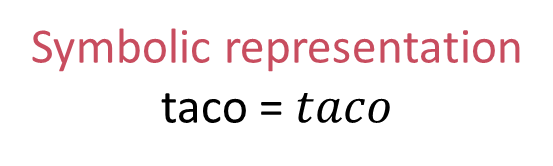 Symbolic representation
taco = taco